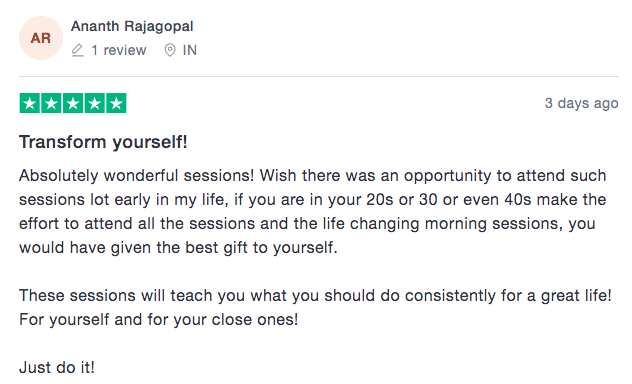 AR
Ananth Rajagopal
1 review IN
3 days ago
Transform yourself!
Absolutely wonderful sessions! Wish there was an opportunity to attend such
sessions lot early in my life, if you are in your 20s or 30 or even 40s make the
effort to attend all the sessions and the life changing morning sessions, you
would have given the best gift to yourself.
These sessions will teach you what you should do consistently for a great life!
For yourself and for your close ones!
Just do it!